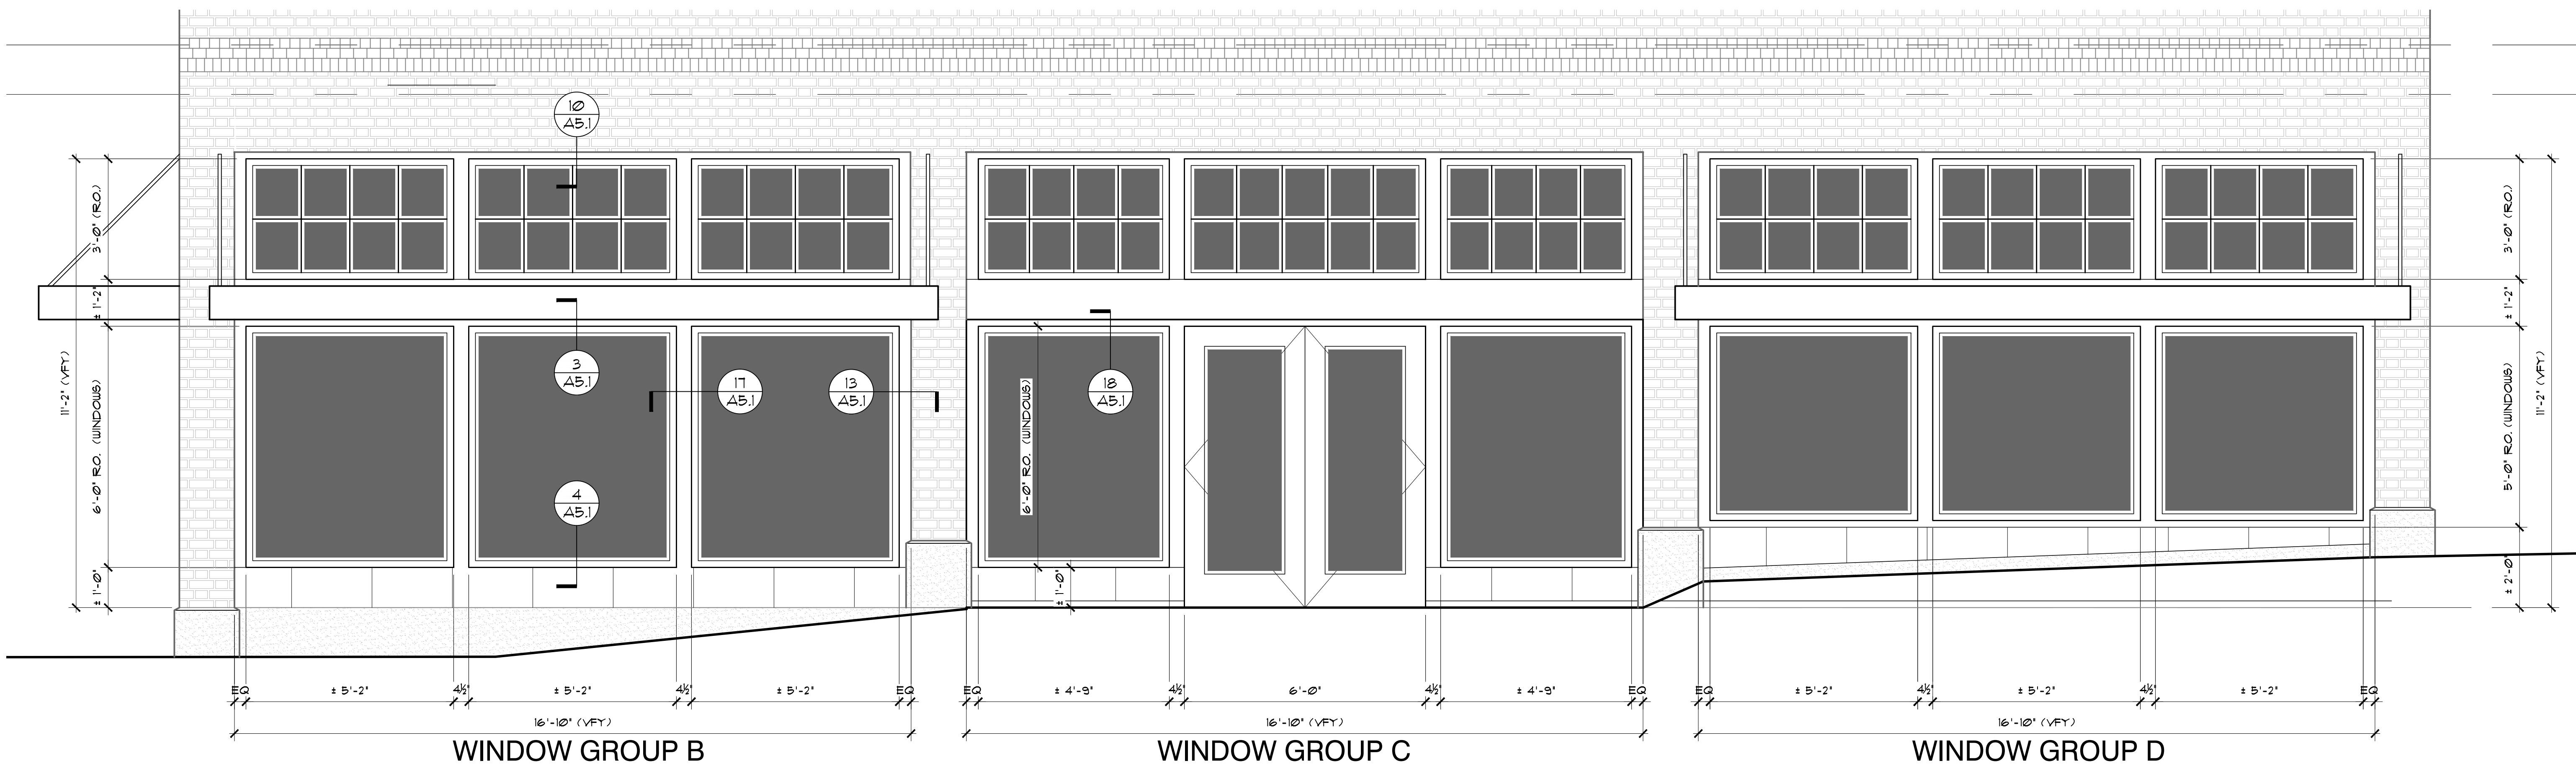 10
A5.1
3'-0" (R.O.)
± 1'-2"
11'-2" (VFY)
6'-0" R.O. (WINDOWS)
± 1'-0"
3
A5.1
17
A5.1
13
A5.1
4
A5.1
18
A5.1
6'-0" R.O. (WINDOWS)
± 1'-0"
3'-0" (R.O.)
± 1'-2"
5'-0" R.O. (WINDOWS)
11'-2" (VFY)
± 2'-0"
EQ ± 5'-2" 4½" ± 5'-2" 4½" ± 5'-2" EQ
16'-10" (VFY)
WINDOW GROUP B
EQ ± 4'-9" 4½" 6'-0" 4½" ± 4'-9" EQ
16'-10" (VFY)
WINDOW GROUP C
EQ ± 5'-2" 4½" ± 5'-2" 4½" ± 5'-2" EQ
16'-10" (VFY)
WINDOW GROUP D